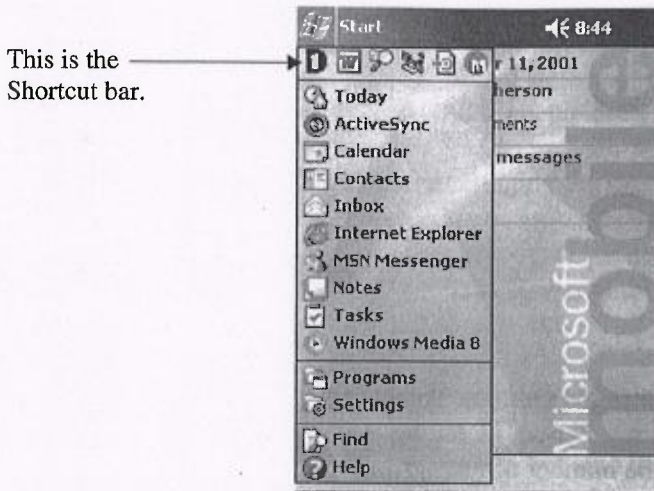 Start 8:44
This is the
Shortcut bar.
r 11, 2001
herson
ments
messages
Today
ActiveSync
Calendar
Contacts
Inbox
Internet Explorer
MSN Messenger
Notes
Tasks
Windows Media 8
Programs
Settings
Find
Help
Microsoft
mobile